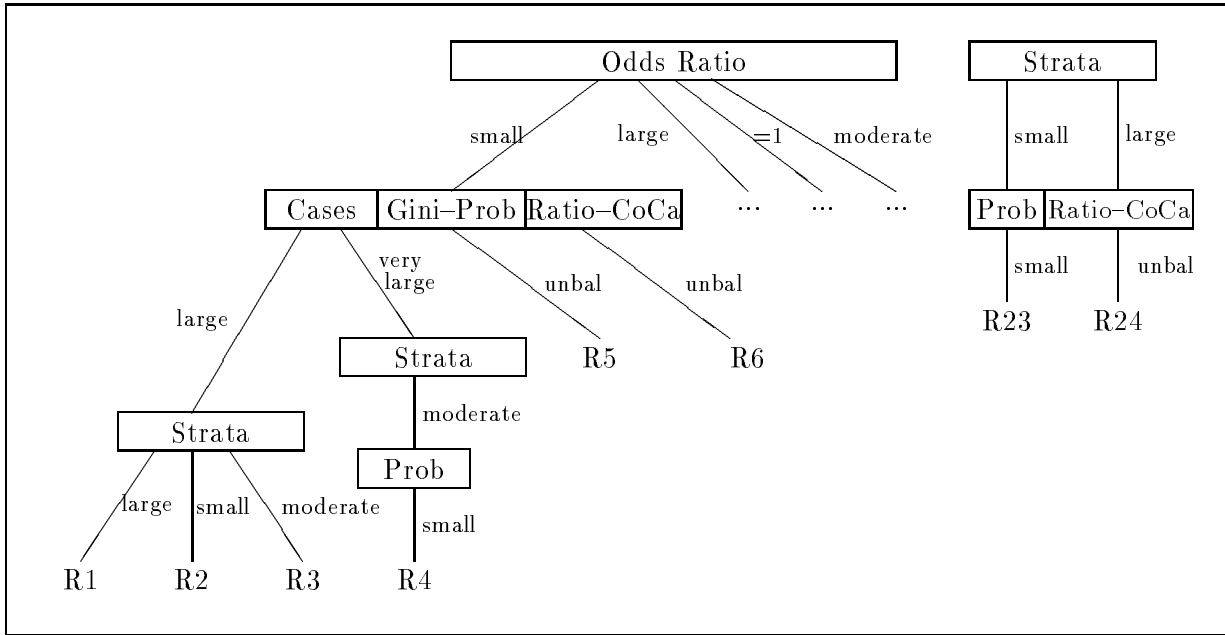 Odds Ratio
Strata
small
large
=1
moderate
small
large
Cases
Gini–Prob
Ratio–CoCa
...
...
...
Prob
Ratio–CoCa
very
large
unbal
unbal
small
unbal
large
R23
R24
Strata
R5
R6
moderate
Strata
Prob
large
small
moderate
small
R1
R2
R3
R4